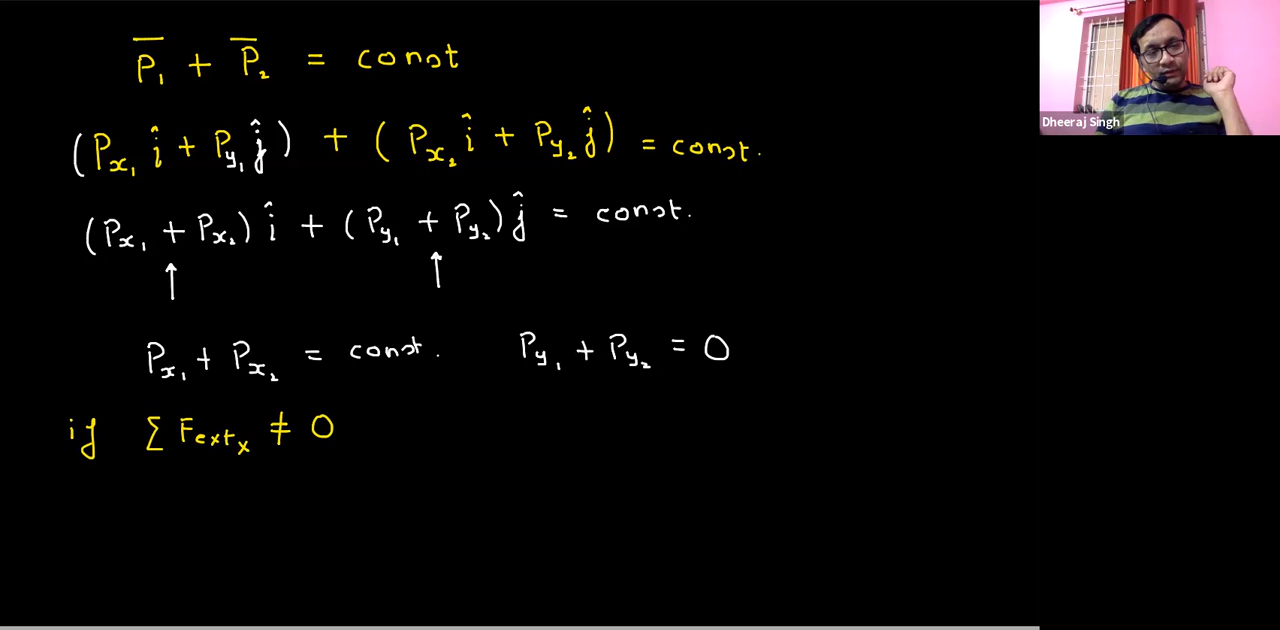 P̅₁ + P̅₂ = const
(Pₓ₁ î + Py₁ ĵ) + (Pₓ₂ î + Py₂ ĵ) = const.
(Pₓ₁ + Pₓ₂) î + (Py₁ + Py₂) ĵ = const.
↑ ↑
Pₓ₁ + Pₓ₂ = const. Py₁ + Py₂ = 0
if Σ Fextₓ ≠ 0
Dheeraj Singh